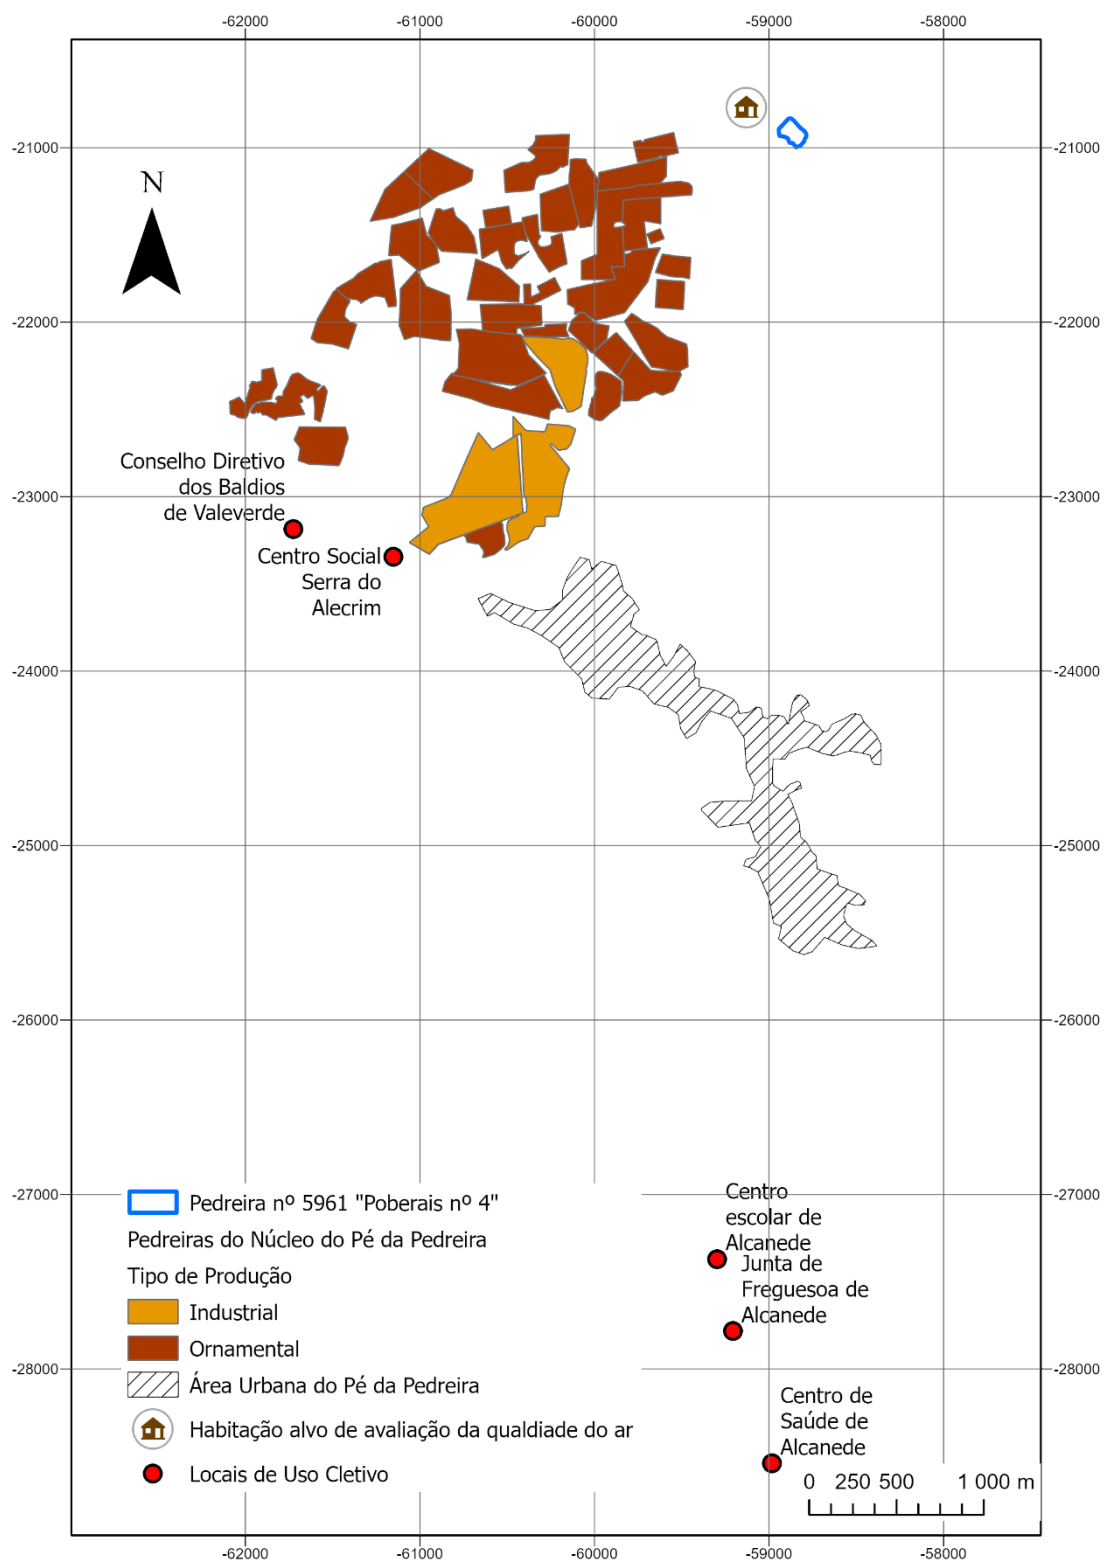 -62000 -61000 -60000 -59000 -58000
-21000 -21000
N
-22000 -22000
Conselho Diretivo
dos Baldios
de Valeverde
-23000 -23000
Centro Social
Serra do
Alecrim
-24000 -24000
-25000 -25000
-26000 -26000
-27000 -27000
Centro
escolar de
Alcanede
Junta de
Freguesoa de
Alcanede
-28000 -28000
Centro de
Saúde de
Alcanede
Pedreira nº 5961 "Poberais nº 4"
Pedreiras do Núcleo do Pé da Pedreira
Tipo de Produção
Industrial
Ornamental
Área Urbana do Pé da Pedreira
Habitação alvo de avaliação da qualdiade do ar
Locais de Uso Cletivo
0 250 500 1 000 m
-62000 -61000 -60000 -59000 -58000